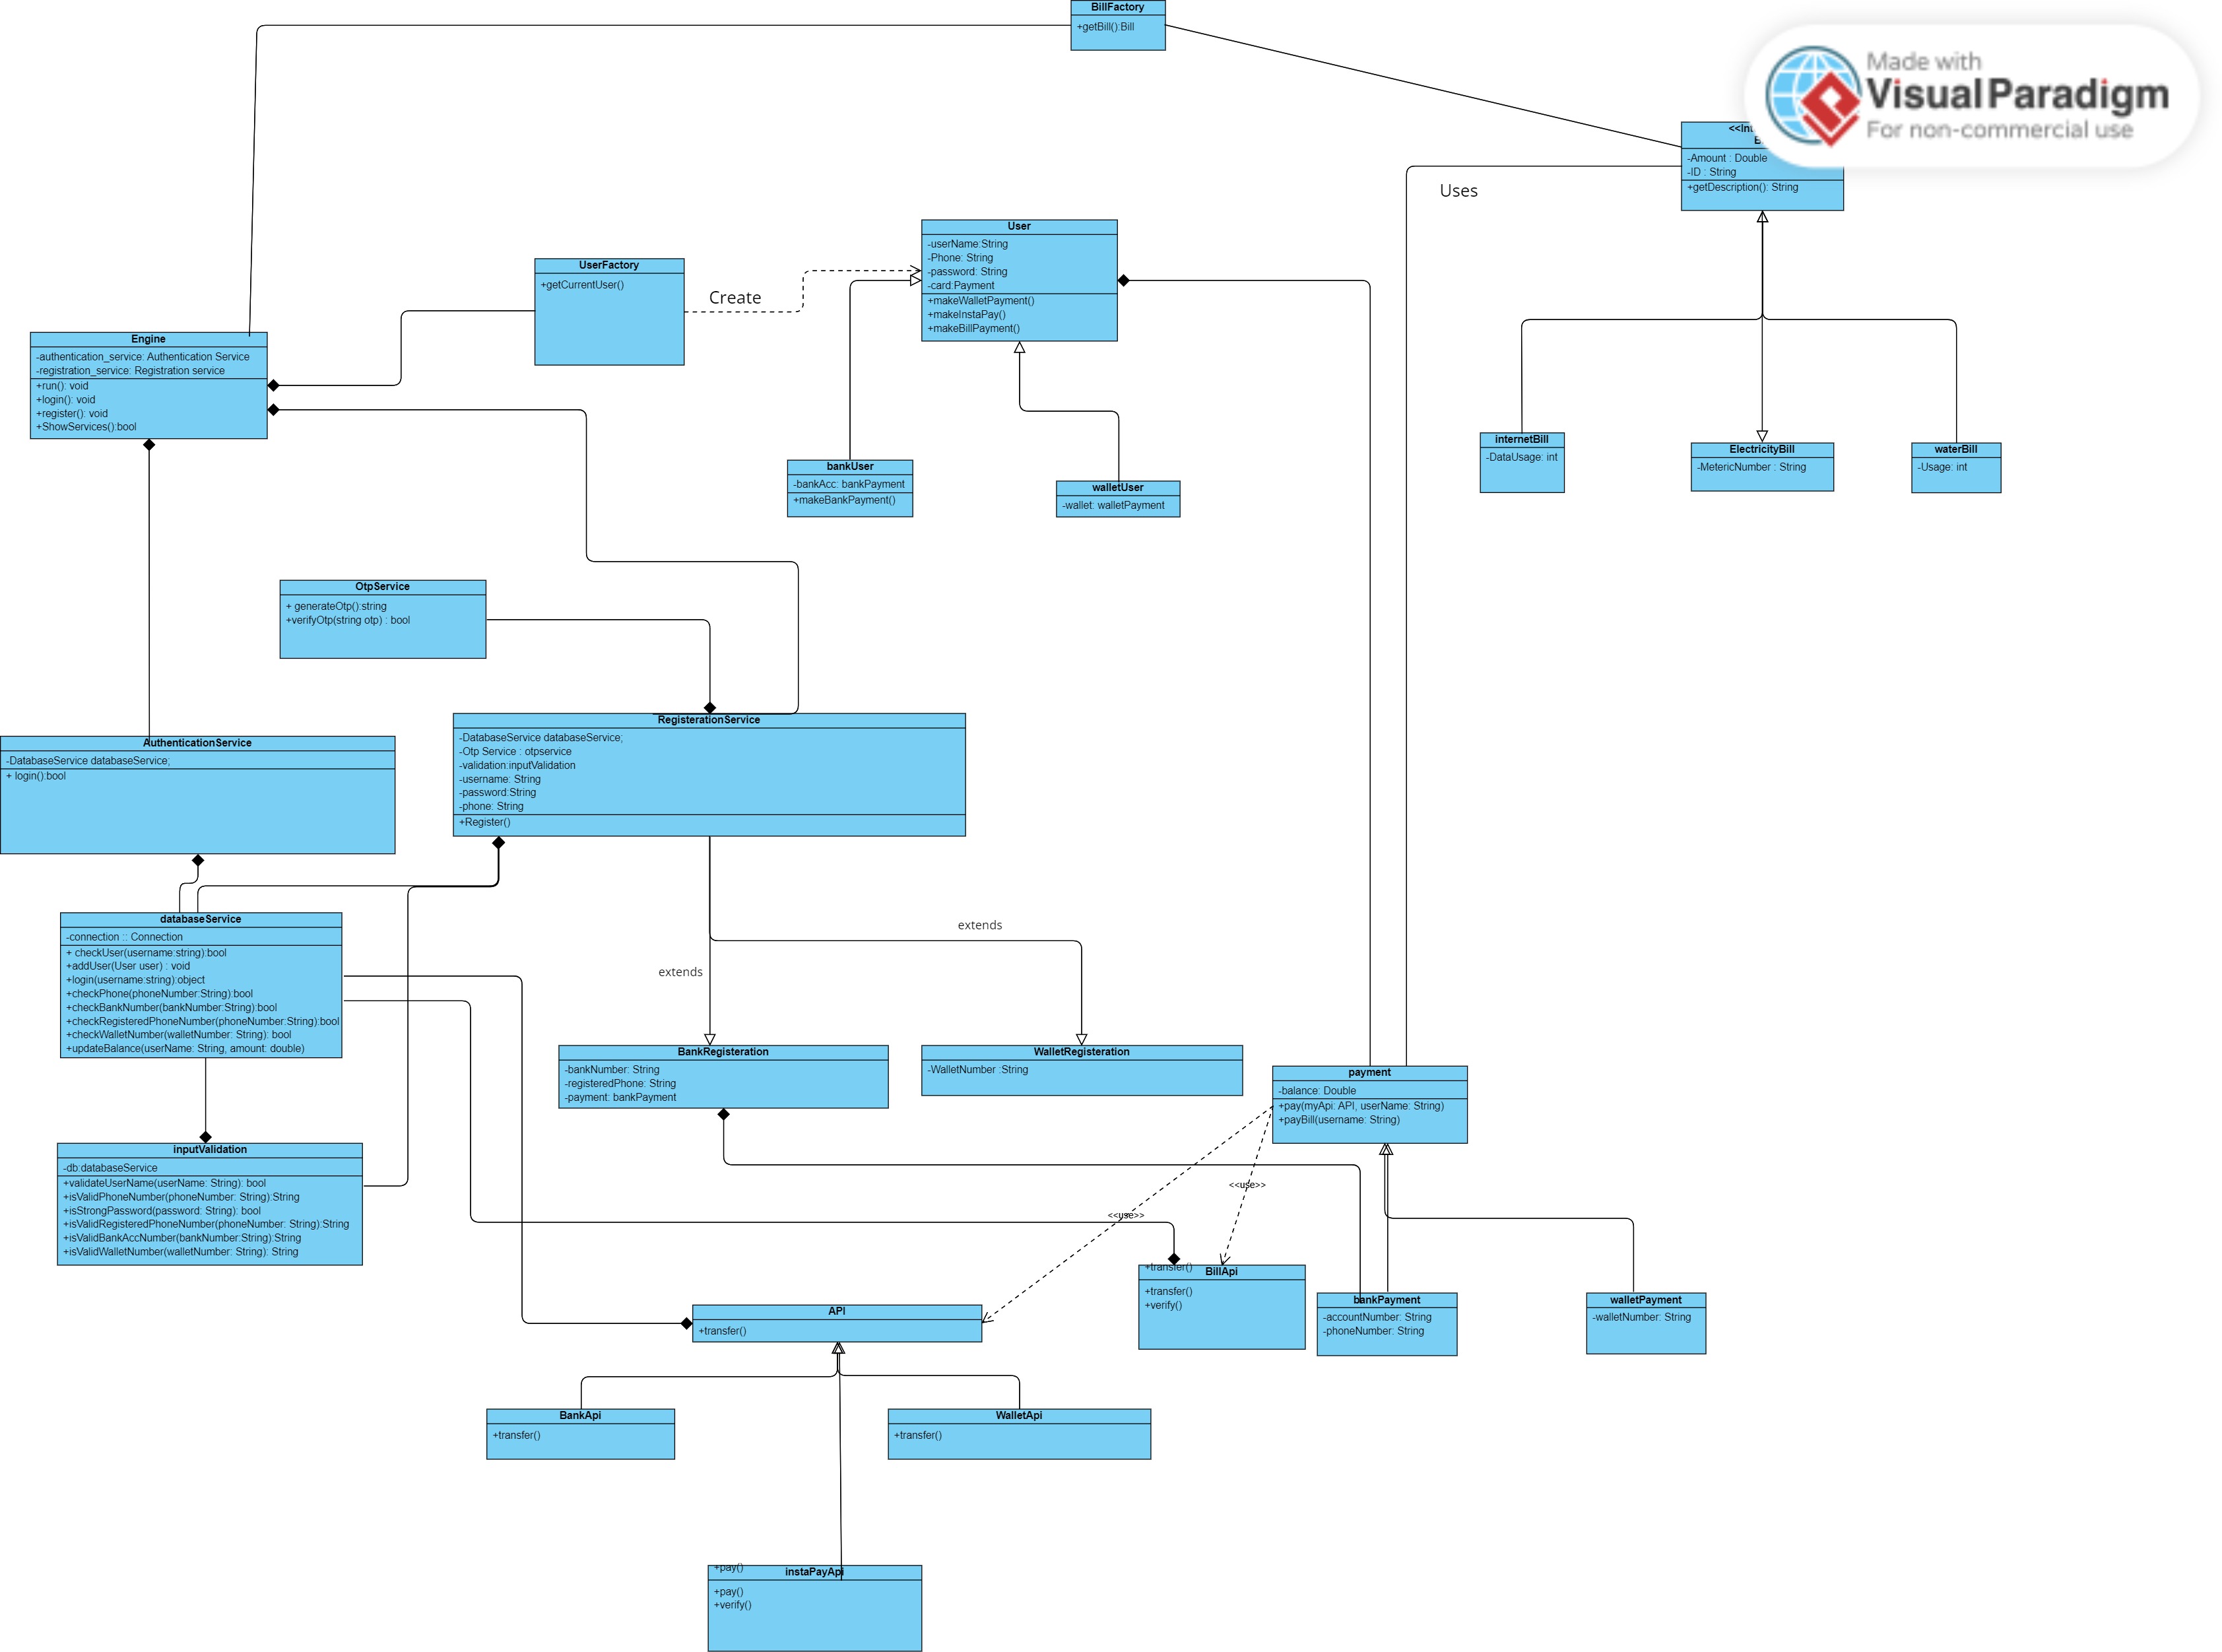 BillFactory
+getBill():Bill
Made with
Visual Paradigm
For non-commercial use
-Amount : Double
-ID : String
+getDescription(): String
Uses
User
-userName:String
-Phone: String
-password: String
-card:Payment
+makeWalletPayment()
+makeInstaPay()
+makeBillPayment()
UserFactory
+getCurrentUser()
Create
Engine
-authentication_service: Authentication Service
-registration_service: Registration service
+run(): void
+login(): void
+register(): void
+ShowServices():bool
internetBill
-DataUsage: int
ElectricityBill
-MetericNumber : String
waterBill
-Usage: int
bankUser
-bankAcc: bankPayment
+makeBankPayment()
walletUser
-wallet: walletPayment
OtpService
+ generateOtp():string
+verifyOtp(string otp) : bool
RegisterationService
-DatabaseService databaseService;
-Otp Service : otpservice
-validation:inputValidation
-username: String
-password:String
-phone: String
+Register()
AuthenticationService
-DatabaseService databaseService;
+ login():bool
databaseService
-connection :: Connection
+ checkUser(username:string):bool
+addUser(User user) : void
+login(username:string):object
+checkPhone(phoneNumber:String):bool
+checkBankNumber(bankNumber:String):bool
+checkRegisteredPhoneNumber(phoneNumber:String):bool
+checkWalletNumber(walletNumber: String): bool
+updateBalance(userName: String, amount: double)
extends
extends
BankRegisteration
-bankNumber: String
-registeredPhone: String
-payment: bankPayment
WalletRegisteration
-WalletNumber :String
payment
-balance: Double
+pay(myApi: API, userName: String)
+payBill(username: String)
inputValidation
-db:databaseService
+validateUserName(userName: String): bool
+isValidPhoneNumber(phoneNumber: String):String
+isStrongPassword(password: String): bool
+isValidRegisteredPhoneNumber(phoneNumber: String):String
+isValidBankAccNumber(bankNumber:String):String
+isValidWalletNumber(walletNumber: String): String
<<use>>
<<use>>
+transfer()
BillApi
+transfer()
+verify()
bankPayment
-accountNumber: String
-phoneNumber: String
walletPayment
-walletNumber: String
API
+transfer()
BankApi
+transfer()
WalletApi
+transfer()
+pay()
instaPayApi
+pay()
+verify()